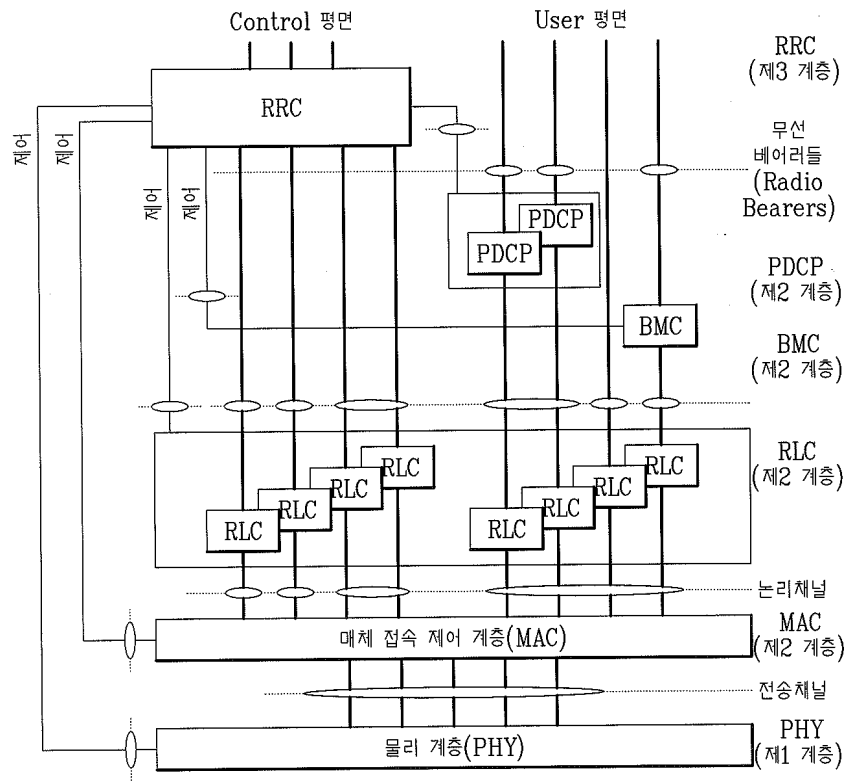 Control 평면
User 평면
RRC
(제3 계층)
RRC
제어
제어
제어
제어
무선
베어러들
(Radio
Bearers)
PDCP
PDCP
PDCP
(제2 계층)
BMC
BMC
(제2 계층)
RLC
RLC
RLC
RLC
RLC
RLC
RLC
RLC
RLC
(제2 계층)
논리채널
매체 접속 제어 계층(MAC)
MAC
(제2 계층)
전송채널
물리 계층(PHY)
PHY
(제1 계층)